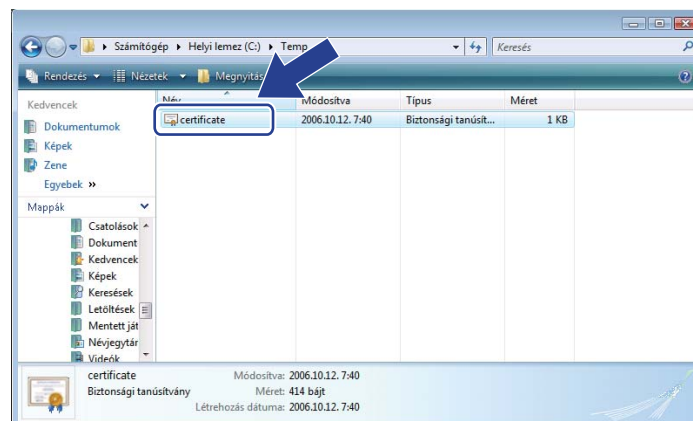 Számítógép ▸ Helyi lemez (C:) ▸ Temp
Keresés
Rendezés Nézetek Megnyitás
Kedvencek
Dokumentumok
Képek
Zene
Egyebek »
Mappák
Csatolások
Dokument
Kedvencek
Képek
Keresések
Letöltések
Mentett ját
Névjegytár
Videók
Név Módosítva Típus Méret
certificate 2006.10.12. 7:40 Biztonsági tanúsít... 1 KB
certificate Módosítva: 2006.10.12. 7:40
Biztonsági tanúsítvány Méret: 414 bájt
Létrehozás dátuma: 2006.10.12. 7:40